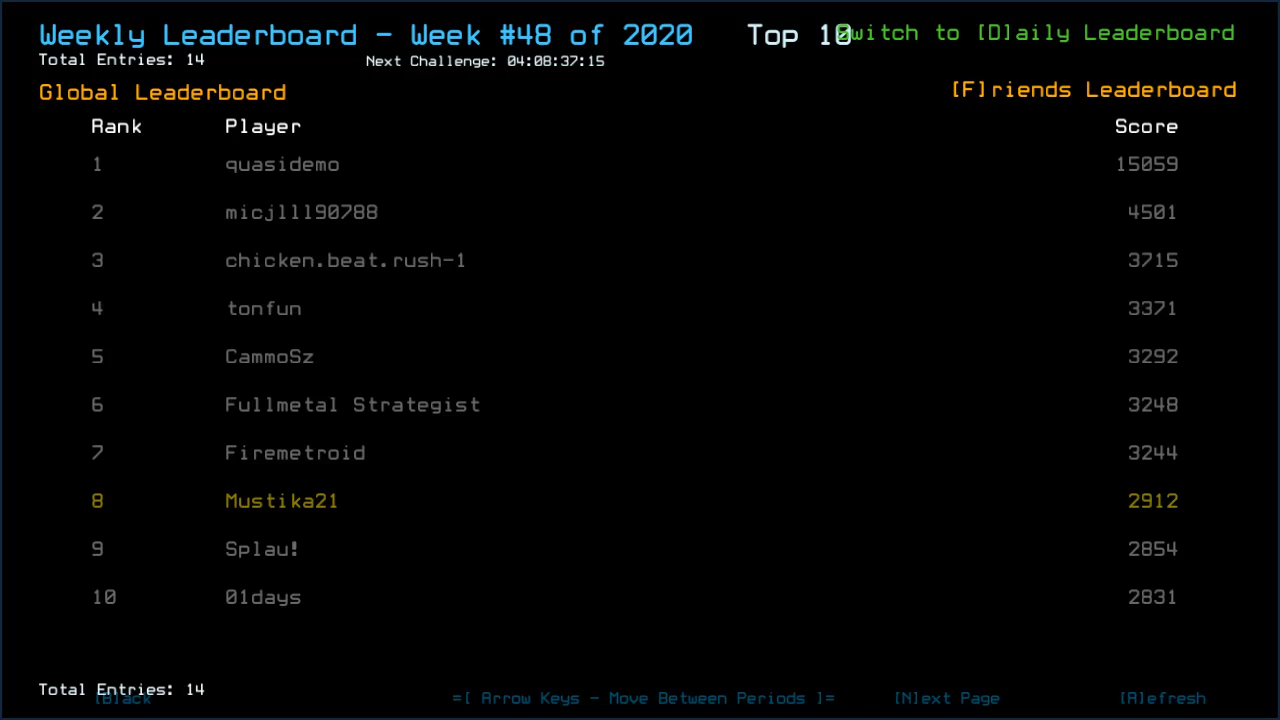 Weekly Leaderboard - Week #48 of 2020 Top 10 Switch to [D]aily Leaderboard
Total Entries: 14 Next Challenge: 04:08:37:15
Global Leaderboard [F]riends Leaderboard
Rank Player Score
1 quasidemo 15059
2 micjlll90788 4501
3 chicken.beat.rush-1 3715
4 tonfun 3371
5 CammoSz 3292
6 Fullmetal Strategist 3248
7 Firemetroid 3244
8 Mustika21 2912
9 Splau! 2854
10 01days 2831
Total Entries: 14
[B]ack =[ Arrow Keys - Move Between Periods ]= [N]ext Page [R]efresh